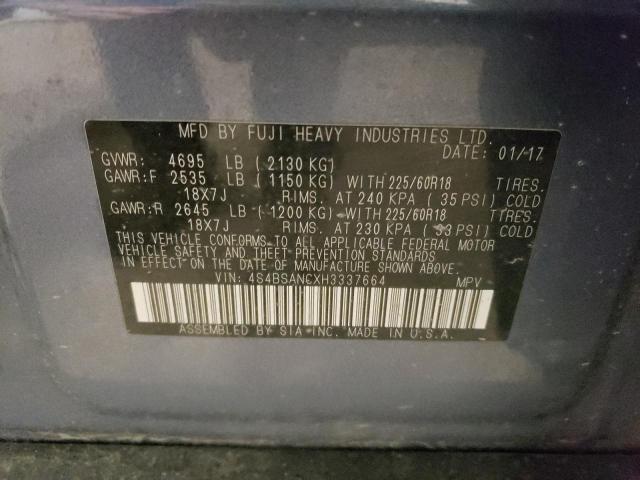 MFD BY FUJI HEAVY INDUSTRIES LTD.
DATE: 01/17
GVWR: 4695 LB (2130 KG)
GAWR:F 2535 LB (1150 KG) WITH 225/60R18 TIRES.
18X7J RIMS. AT 240 KPA (35 PSI) COLD
GAWR:R 2645 LB (1200 KG) WITH 225/60R18 TIRES.
18X7J RIMS. AT 230 KPA (33 PSI) COLD
THIS VEHICLE CONFORMS TO ALL APPLICABLE FEDERAL MOTOR
VEHICLE SAFETY AND THEFT PREVENTION STANDARDS
IN EFFECT ON THE DATE OF MANUFACTURE SHOWN ABOVE.
VIN: 4S4BSANCXH3337664 MPV
ASSEMBLED BY SIA INC. MADE IN U.S.A.